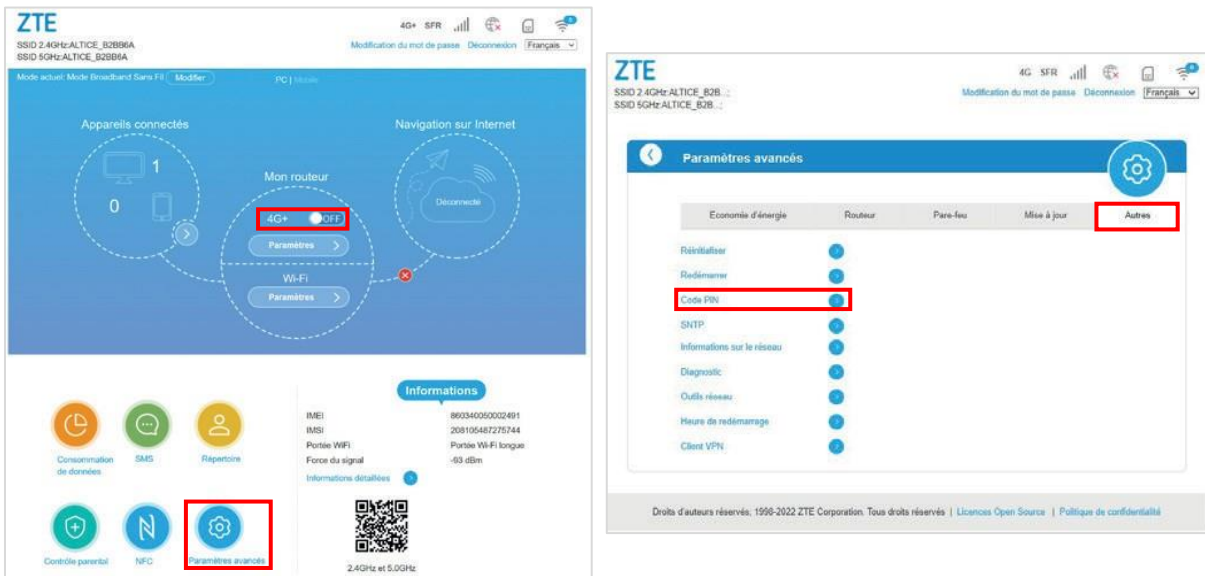 ZTE
4G+ SFR
SSID 2.4GHz:ALTICE_B2BB6A
Modification du mot de passe Déconnexion Français
SSID 5GHz:ALTICE_B2BB6A
Mode actuel: Mode Broadband Sans Fil Modifier
PC | Mobile
Appareils connectés
Navigation sur Internet
1
0
Mon routeur
4G+ OFF
Paramètres
Wi-Fi
Paramètres
Déconnecté
Consommation de données
SMS
Répertoire
Contrôle parental
NFC
Paramètres avancés
Informations
IMEI 860340050002491
IMSI 208105487275744
Portée WiFi Portée Wi-Fi longue
Force du signal -93 dBm
Informations détaillées
2.4GHz et 5.0GHz
ZTE
4G SFR
SSID 2.4GHz:ALTICE_B2B...;
Modification du mot de passe Déconnexion Français
SSID 5GHz:ALTICE_B2B...;
Paramètres avancés
Economie d'énergie Routeur Pare-feu Mise à jour Autres
Réinitialiser
Redémarrer
Code PIN
SNTP
Informations sur le réseau
Diagnostic
Outils réseau
Heure de redémarrage
Client VPN
Droits d'auteurs réservés; 1998-2022 ZTE Corporation. Tous droits réservés | Licences Open Source | Politique de confidentialité